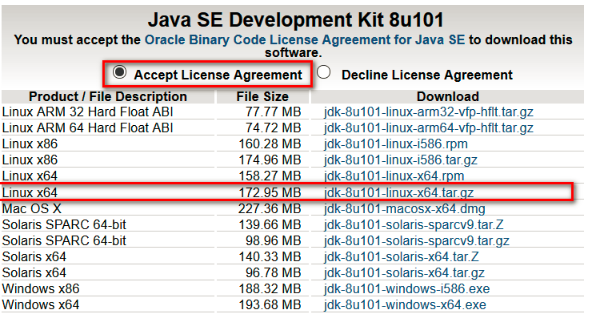 Java SE Development Kit 8u101
You must accept the Oracle Binary Code License Agreement for Java SE to download this
software.
Accept License Agreement Decline License Agreement
Product / File Description File Size Download
Linux ARM 32 Hard Float ABI 77.77 MB jdk-8u101-linux-arm32-vfp-hflt.tar.gz
Linux ARM 64 Hard Float ABI 74.72 MB jdk-8u101-linux-arm64-vfp-hflt.tar.gz
Linux x86 160.28 MB jdk-8u101-linux-i586.rpm
Linux x86 174.96 MB jdk-8u101-linux-i586.tar.gz
Linux x64 158.27 MB jdk-8u101-linux-x64.rpm
Linux x64 172.95 MB jdk-8u101-linux-x64.tar.gz
Mac OS X 227.36 MB jdk-8u101-macosx-x64.dmg
Solaris SPARC 64-bit 139.66 MB jdk-8u101-solaris-sparcv9.tar.Z
Solaris SPARC 64-bit 98.96 MB jdk-8u101-solaris-sparcv9.tar.gz
Solaris x64 140.33 MB jdk-8u101-solaris-x64.tar.Z
Solaris x64 96.78 MB jdk-8u101-solaris-x64.tar.gz
Windows x86 188.32 MB jdk-8u101-windows-i586.exe
Windows x64 193.68 MB jdk-8u101-windows-x64.exe